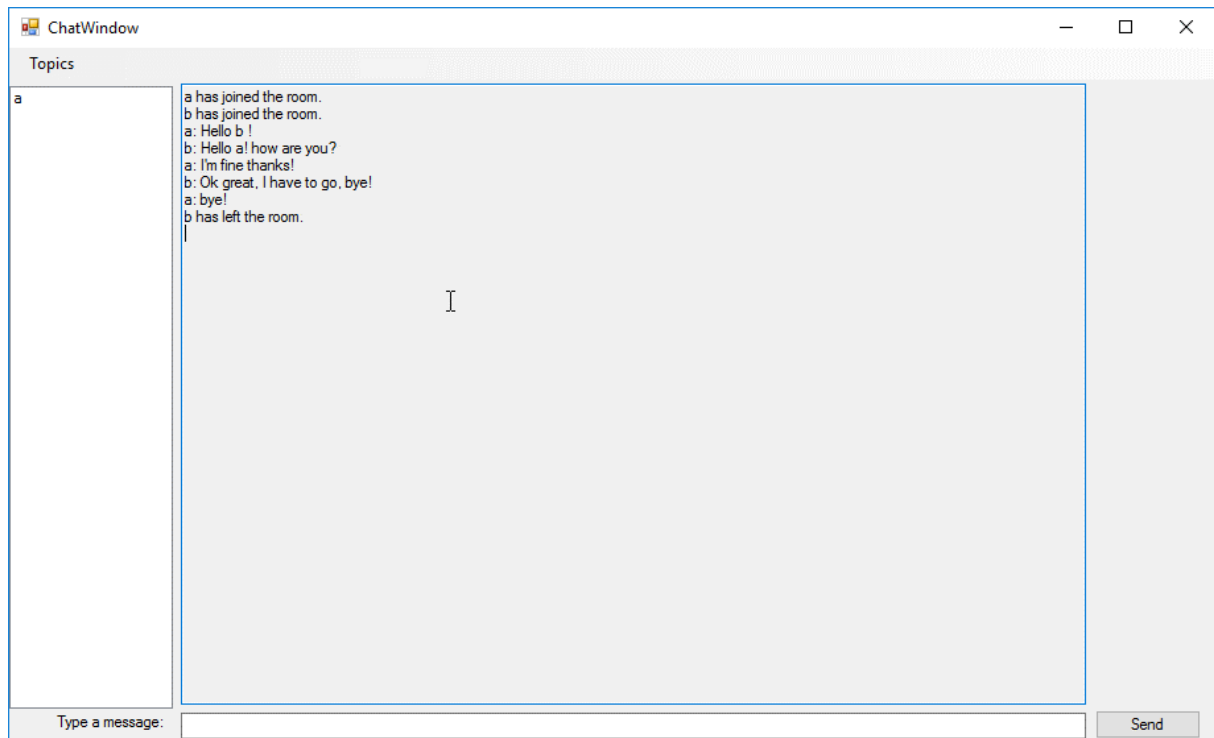 ChatWindow
Topics
a
a has joined the room.
b has joined the room.
a: Hello b !
b: Hello a! how are you?
a: I'm fine thanks!
b: Ok great, I have to go, bye!
a: bye!
b has left the room.
Type a message:
Send